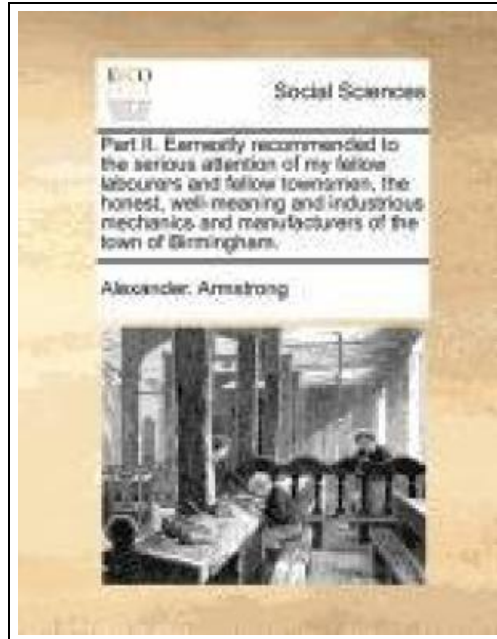 ECCO
Social Sciences
Part II. Earnestly recommended to
the serious attention of my fellow
labourers and fellow townsmen, the
honest, well-meaning and industrious
mechanics and manufacturers of the
town of Birmingham.
Alexander. Armstrong